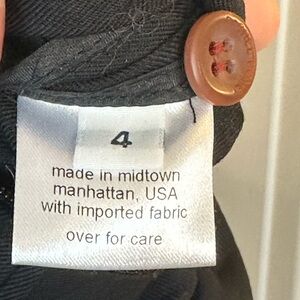 4
made in midtown
manhattan, USA
with imported fabric
over for care